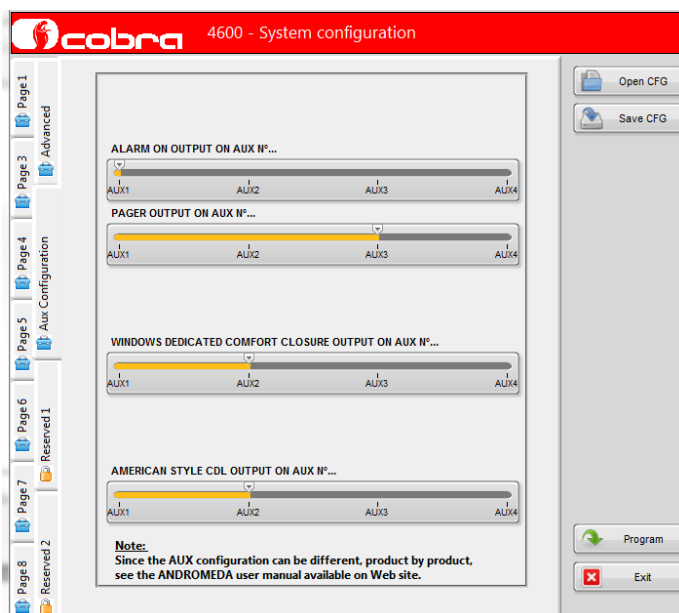 cobra
4600 - System configuration
Page 1
Page 3
Page 4
Page 5
Page 6
Page 7
Page 8
Advanced
Aux Configuration
Reserved 1
Reserved 2
ALARM ON OUTPUT ON AUX Nº...
AUX1 AUX2 AUX3 AUX4
PAGER OUTPUT ON AUX Nº...
AUX1 AUX2 AUX3 AUX4
WINDOWS DEDICATED COMFORT CLOSURE OUTPUT ON AUX Nº...
AUX1 AUX2 AUX3 AUX4
AMERICAN STYLE CDL OUTPUT ON AUX Nº...
AUX1 AUX2 AUX3 AUX4
Note:
Since the AUX configuration can be different, product by product,
see the ANDROMEDA user manual available on Web site.
Open CFG
Save CFG
Program
Exit